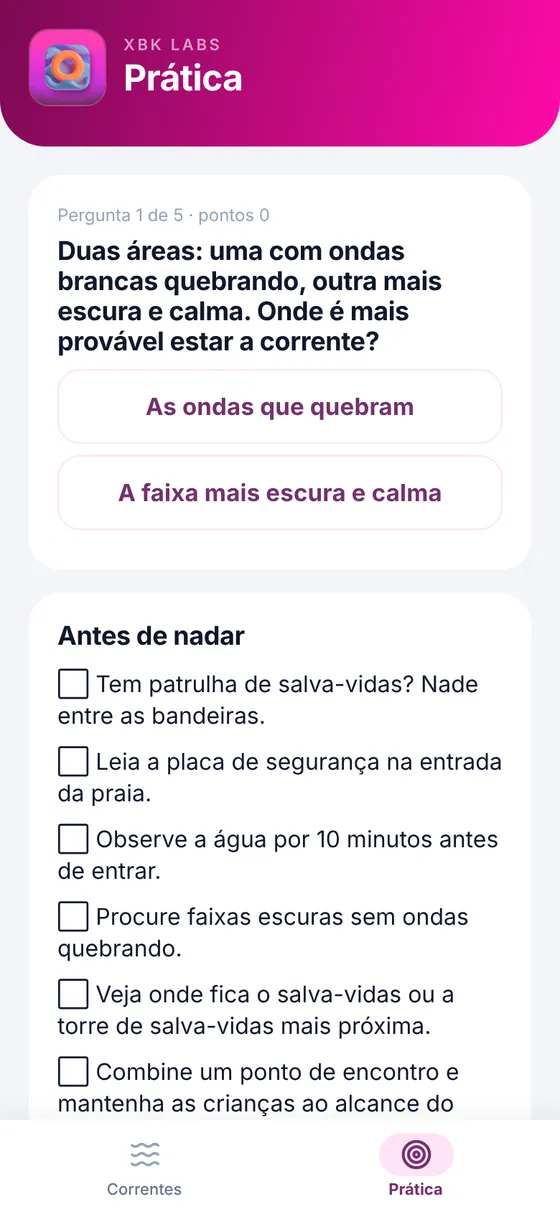 XBK LABS
Prática
Pergunta 1 de 5 · pontos 0
Duas áreas: uma com ondas
brancas quebrando, outra mais
escura e calma. Onde é mais
provável estar a corrente?
As ondas que quebram
A faixa mais escura e calma
Antes de nadar
Tem patrulha de salva-vidas? Nade
entre as bandeiras.
Leia a placa de segurança na entrada
da praia.
Observe a água por 10 minutos antes
de entrar.
Procure faixas escuras sem ondas
quebrando.
Veja onde fica o salva-vidas ou a
torre de salva-vidas mais próxima.
Combine um ponto de encontro e
mantenha as crianças ao alcance do
Correntes
Prática